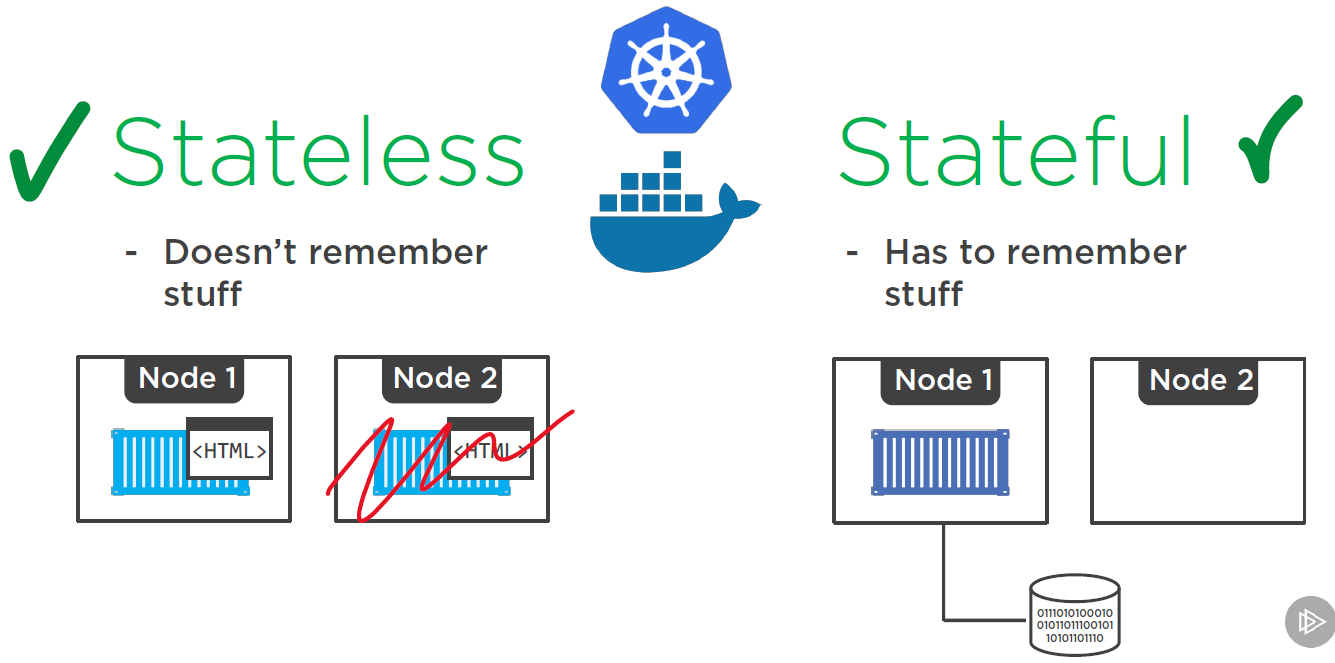 Stateless
- Doesn't remember
stuff
Node 1
<HTML>
Node 2
<HTML>
Stateful
- Has to remember
stuff
Node 1
Node 2
0111010100010
01011011100101
10101101110